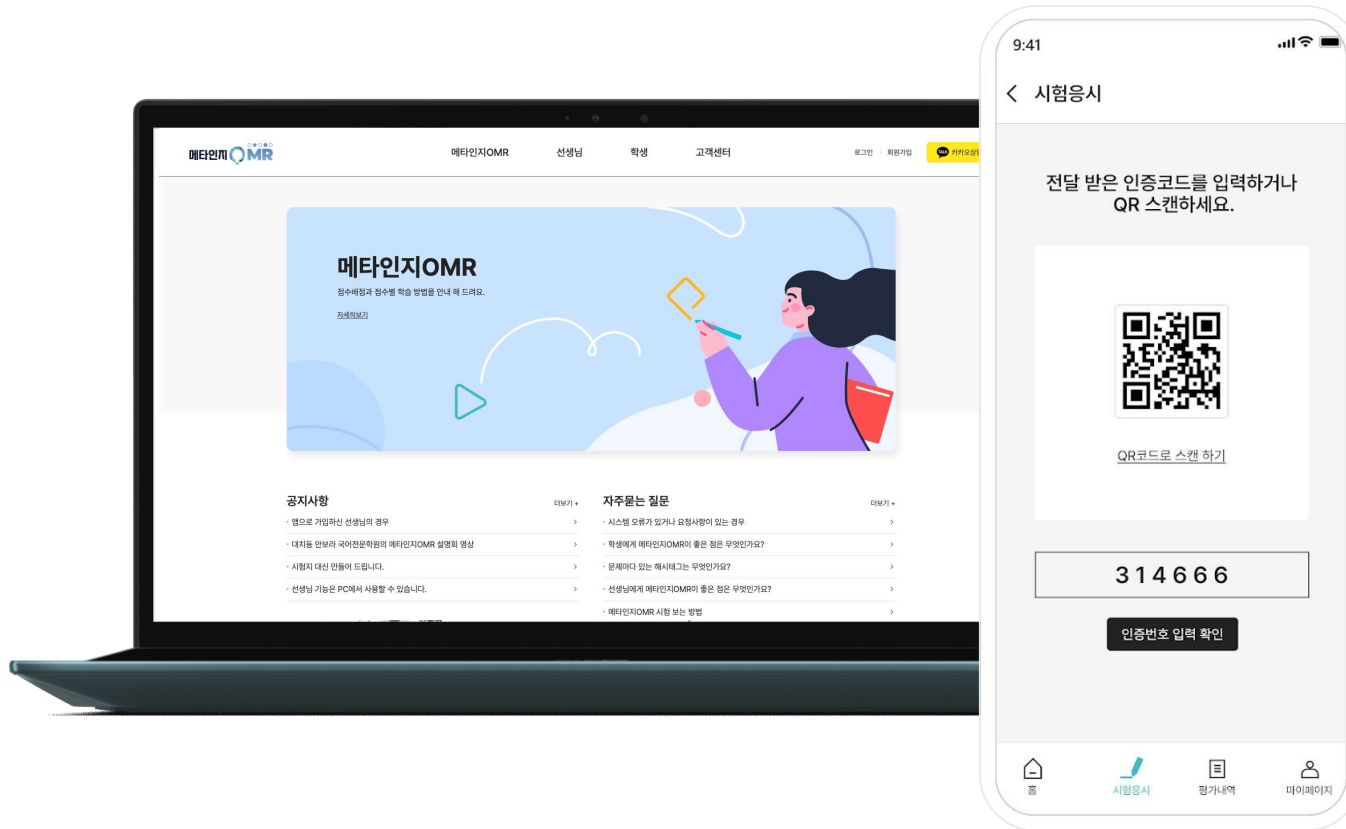 메타인지 OMR
메타인지OMR
선생님
학생
고객센터
로그인
회원가입
TALK 카카오상담
메타인지OMR
점수배점과 점수별 학습 방법을 안내 해 드려요.
자세히보기
공지사항
더보기 +
· 앱으로 가입하신 선생님의 경우
· 대치동 안보라 국어전문학원의 메타인지OMR 설명회 영상
· 시험지 대신 만들어 드립니다.
· 선생님 기능은 PC에서 사용할 수 있습니다.
자주묻는 질문
더보기 +
· 시스템 오류가 있거나 요청사항이 있는 경우
· 학생에게 메타인지OMR이 좋은 점은 무엇인가요?
· 문제마다 있는 해시태그는 무엇인가요?
· 선생님에게 메타인지OMR이 좋은 점은 무엇인가요?
· 메타인지OMR 시험 보는 방법
9:41
시험응시
전달 받은 인증코드를 입력하거나
QR 스캔하세요.
QR코드로 스캔 하기
314666
인증번호 입력 확인
홈
시험응시
평가내역
마이페이지